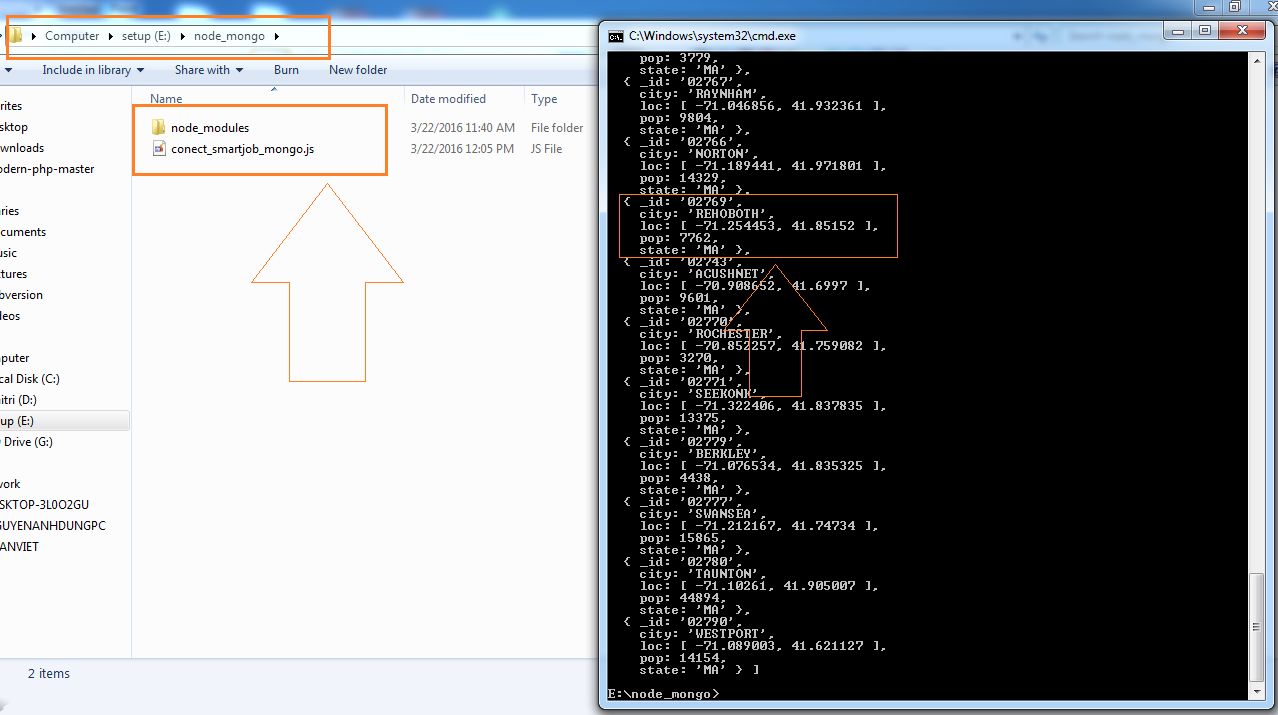 Computer setup (E:) node_mongo
Include in library Share with Burn New folder
Name Date modified Type
node_modules 3/22/2016 11:40 AM File folder
conect_smartjob_mongo.js 3/22/2016 12:05 PM JS File
rites
sktop
wnloads
odern-php-master
ries
cuments
usic
tures
bversion
deos
mputer
cal Disk (C:)
nitri (D:)
up (E:)
Drive (G:)
work
SKTOP-3L0O2GU
GUYENANHDUNGPC
ANVIET
2 items
C:\Windows\system32\cmd.exe
pop: 3779,
state: 'MA' },
{ _id: '02767',
city: 'RAYNHAM',
loc: [ -71.046856, 41.932361 ],
pop: 9804,
state: 'MA' },
{ _id: '02766',
city: 'NORTON',
loc: [ -71.189441, 41.971801 ],
pop: 14329,
state: 'MA' },
{ _id: '02769',
city: 'REHOBOTH',
loc: [ -71.254453, 41.85152 ],
pop: 7762,
state: 'MA' },
{ _id: '02743',
city: 'ACUSHNET',
loc: [ -70.908652, 41.6997 ],
pop: 9601,
state: 'MA' },
{ _id: '02770',
city: 'ROCHESTER',
loc: [ -70.852257, 41.759082 ],
pop: 3270,
state: 'MA' },
{ _id: '02771',
city: 'SEEKONK',
loc: [ -71.322406, 41.837835 ],
pop: 13375,
state: 'MA' },
{ _id: '02779',
city: 'BERKLEY',
loc: [ -71.076534, 41.835325 ],
pop: 4438,
state: 'MA' },
{ _id: '02777',
city: 'SWANSEA',
loc: [ -71.212167, 41.74734 ],
pop: 15865,
state: 'MA' },
{ _id: '02780',
city: 'TAUNTON',
loc: [ -71.10261, 41.905007 ],
pop: 44894,
state: 'MA' },
{ _id: '02790',
city: 'WESTPORT',
loc: [ -71.089003, 41.621127 ],
pop: 14154,
state: 'MA' } ]
E:\node_mongo>